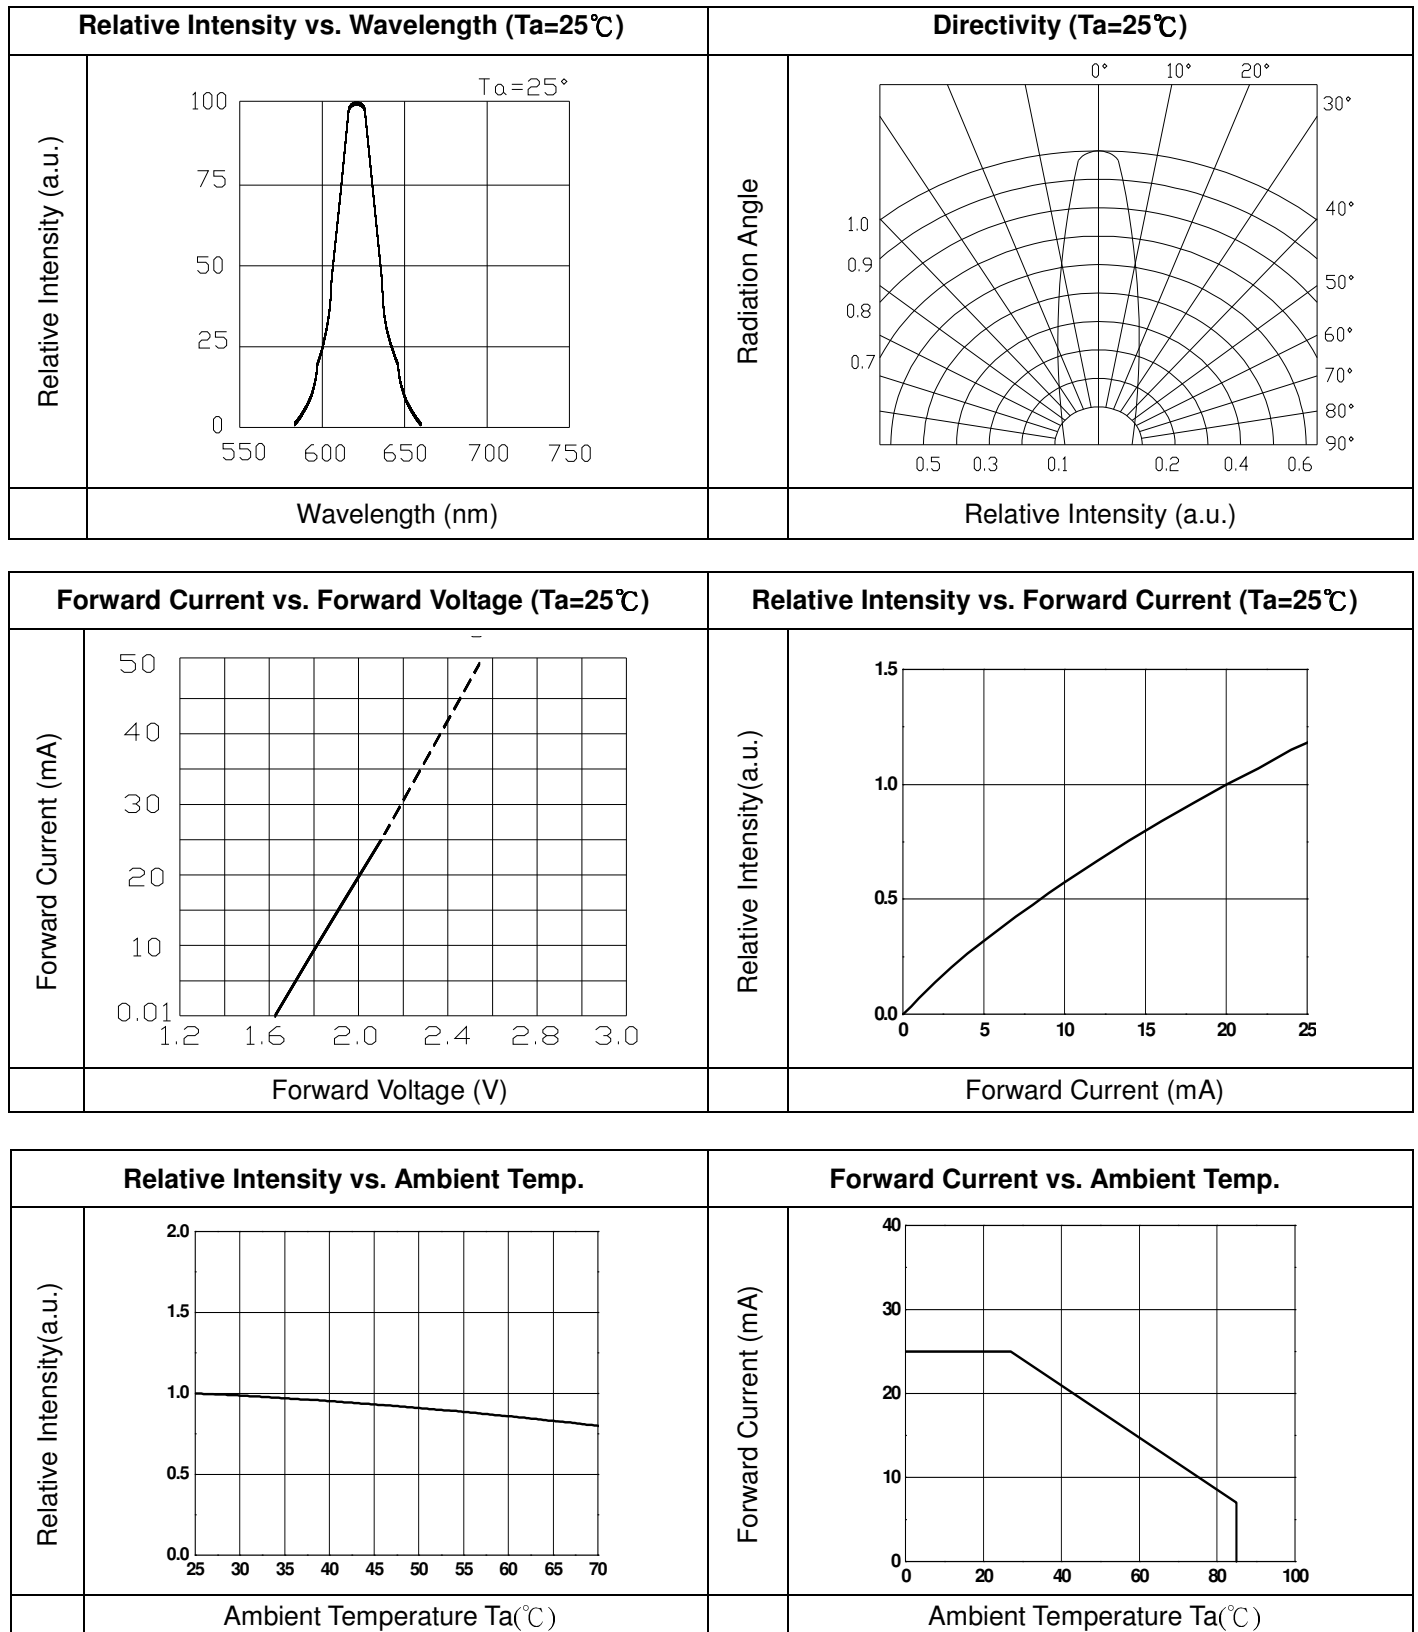 Relative Intensity vs. Wavelength (Ta=25℃)
Directivity (Ta=25℃)
Relative Intensity (a.u.)
Ta=25°
100
75
50
25
0
550 600 650 700 750
Wavelength (nm)
Radiation Angle
0° 10° 20°
30°
40°
50°
60°
70°
80°
90°
1.0
0.9
0.8
0.7
0.5 0.3 0.1 0.2 0.4 0.6
Relative Intensity (a.u.)
Forward Current vs. Forward Voltage (Ta=25℃)
Relative Intensity vs. Forward Current (Ta=25℃)
Forward Current (mA)
50
40
30
20
10
0.01
1.2 1.6 2.0 2.4 2.8 3.0
Forward Voltage (V)
Relative Intensity(a.u.)
1.5
1.0
0.5
0.0
0 5 10 15 20 25
Forward Current (mA)
Relative Intensity vs. Ambient Temp.
Forward Current vs. Ambient Temp.
Relative Intensity(a.u.)
2.0
1.5
1.0
0.5
0.0
25 30 35 40 45 50 55 60 65 70
Ambient Temperature Ta(℃)
Forward Current (mA)
40
30
20
10
0
0 20 40 60 80 100
Ambient Temperature Ta(℃)